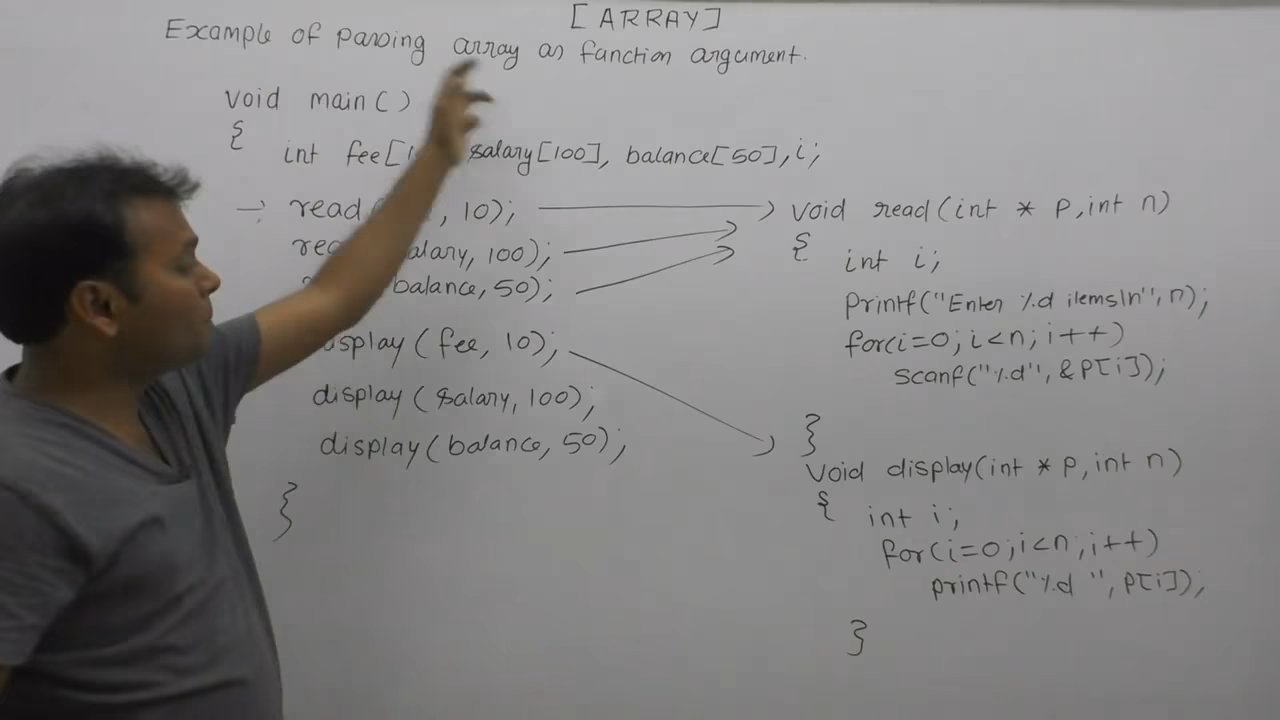 [ARRAY]
Example of passing array as function argument.
void main()
{
int fee[1 salary[100], balance[50], i;
read( , 10);
alary, 100);
balance, 50);
display (fee, 10);
display (salary, 100);
display (balance, 50);
}
void read(int * p, int n)
{
int i;
Printf("Enter %d items\n", n);
for(i=0; i<n; i++)
scanf("%d", &P[i]);
}
void display(int * p, int n)
{
int i;
for(i=0; i<n; i++)
printf("%d ", P[i]);
}